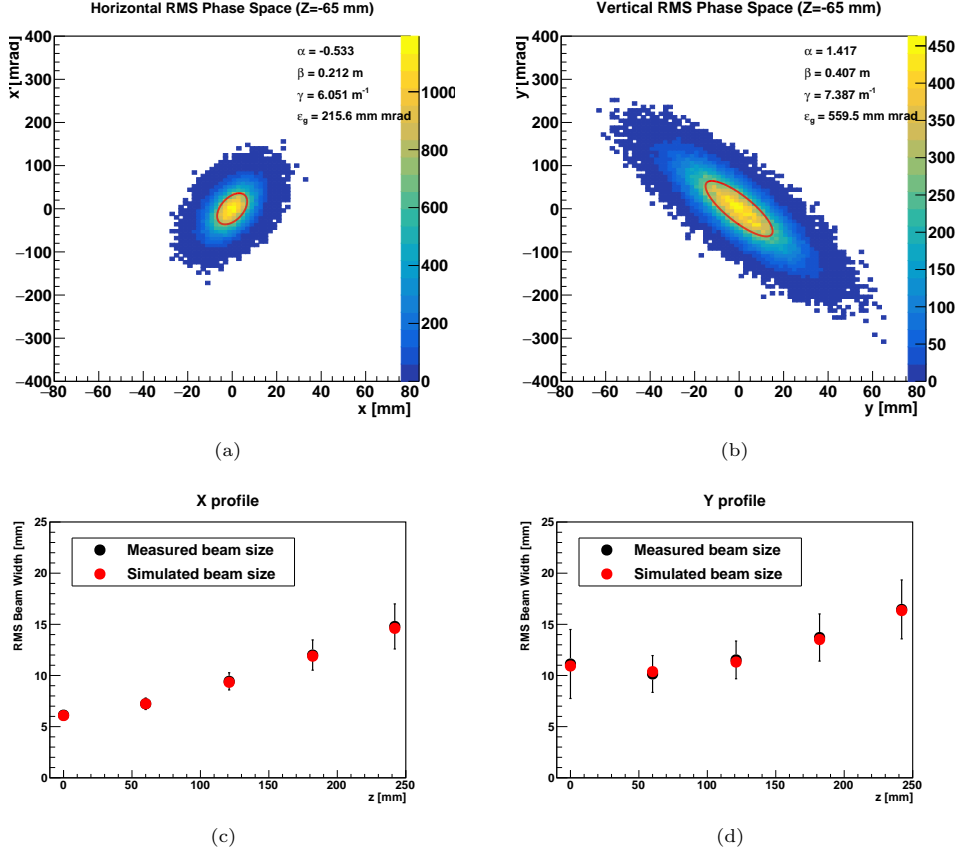 Horizontal RMS Phase Space (Z=-65 mm)
x'[mrad]
400
300
200
100
0
−100
−200
−300
−400
−80 −60 −40 −20 0 20 40 60 80
x [mm]
α = -0.533
β = 0.212 m
γ = 6.051 m⁻¹
ε_g = 215.6 mm mrad
1000
800
600
400
200
0
(a)
Vertical RMS Phase Space (Z=-65 mm)
y'[mrad]
400
300
200
100
0
−100
−200
−300
−400
−80 −60 −40 −20 0 20 40 60 80
y [mm]
α = 1.417
β = 0.407 m
γ = 7.387 m⁻¹
ε_g = 559.5 mm mrad
450
400
350
300
250
200
150
100
50
0
(b)
X profile
RMS Beam Width [mm]
25
20
15
10
5
0
Measured beam size
Simulated beam size
0 50 100 150 200 250
z [mm]
(c)
Y profile
RMS Beam Width [mm]
25
20
15
10
5
0
Measured beam size
Simulated beam size
0 50 100 150 200 250
z [mm]
(d)